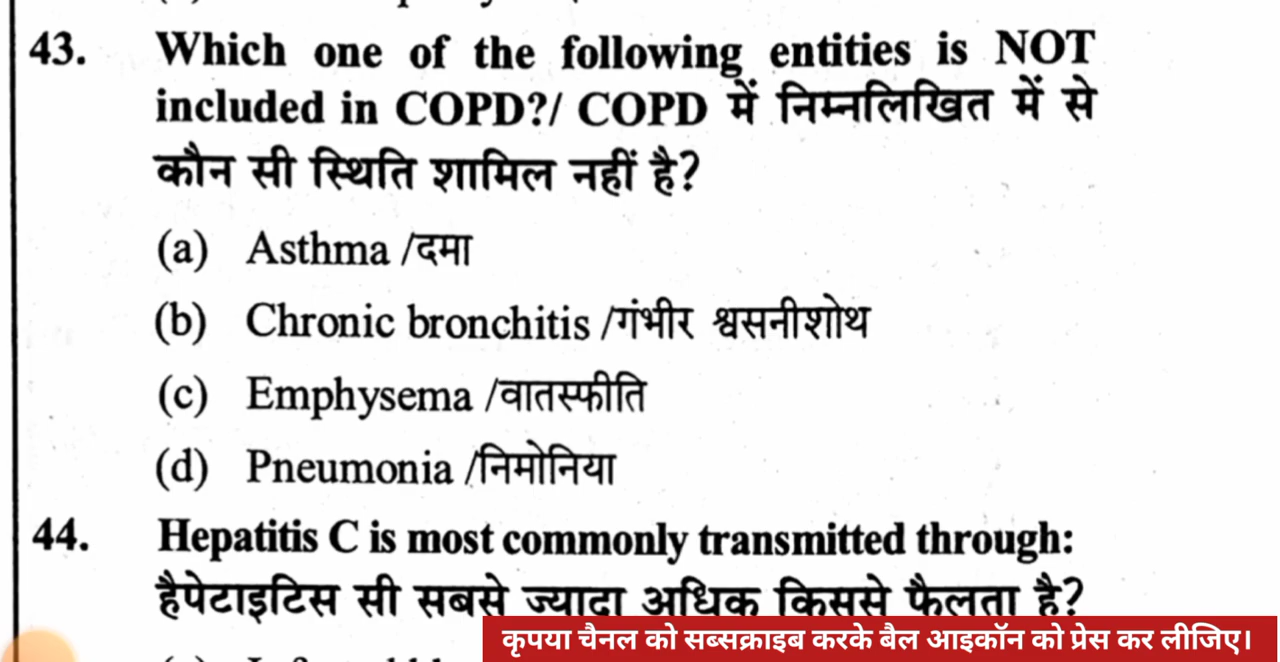 43. Which one of the following entities is NOT
included in COPD?/ COPD में निम्नलिखित में से
कौन सी स्थिति शामिल नहीं है?
(a) Asthma /दमा
(b) Chronic bronchitis /गंभीर श्वसनीशोथ
(c) Emphysema /वातस्फीति
(d) Pneumonia /निमोनिया
44. Hepatitis C is most commonly transmitted through:
हैपेटाइटिस सी सबसे ज्यादा अधिक किससे फैलता है?
कृपया चैनल को सब्सक्राइब करके बैल आइकॉन को प्रेस कर लीजिए।